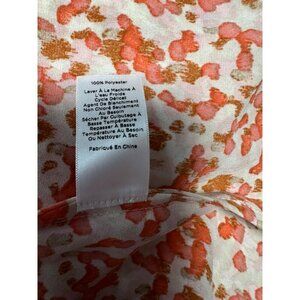 100% Polyester
Laver À La Machine À
L'eau Froide
Cycle Délicat
Agent De Blanchiment
Non Chloré Seulement
Au Besoin
Sécher Par Culbutage À
Basse Température
Repasser À Basse
Température Au Besoin
Ou Nettoyer À Sec
Fabriqué En Chine